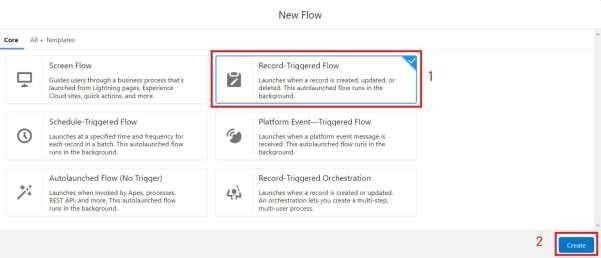 New Flow
Core All + Templates
Screen Flow
Guides users through a business process that's
launched from Lightning pages, Experience
Cloud sites, quick actions, and more.
Record-Triggered Flow
Launches when a record is created, updated, or
deleted. This autolaunched flow runs in the
background.
1
Schedule-Triggered Flow
Launches at a specified time and frequency for
each record in a batch. This autolaunched flow
runs in the background.
Platform Event—Triggered Flow
Launches when a platform event message is
received. This autolaunched flow runs in the
background.
Autolaunched Flow (No Trigger)
Launches when invoked by Apex, processes,
REST API, and more. This autolaunched flow
runs in the background.
Record-Triggered Orchestration
Launches when a record is created or updated.
An orchestration lets you create a multi-step,
multi-user process.
2
Create